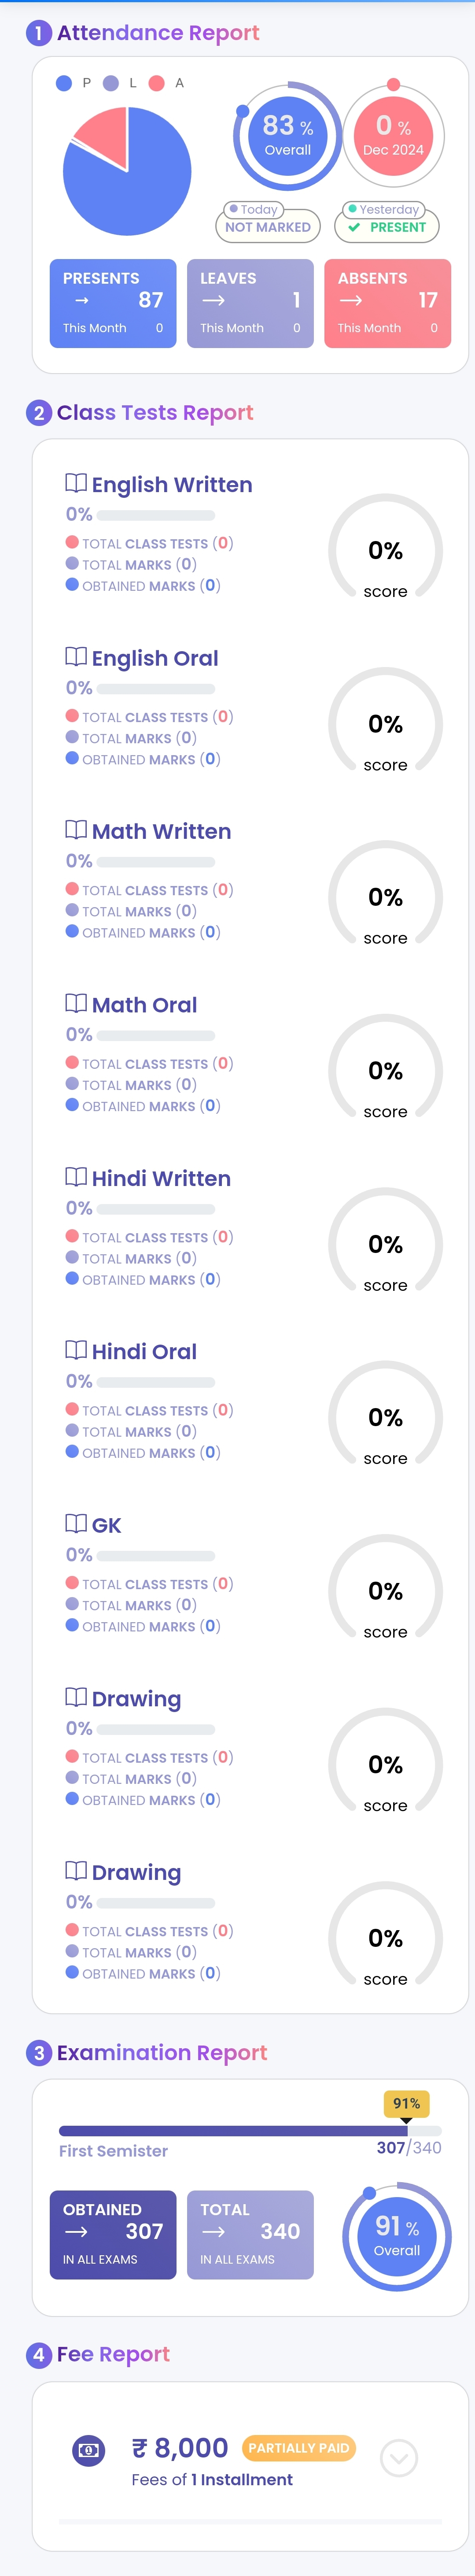 1 Attendance Report
P L A
83 %
Overall
0 %
Dec 2024
Today
NOT MARKED
Yesterday
PRESENT
PRESENTS
→ 87
This Month 0
LEAVES
→ 1
This Month 0
ABSENTS
→ 17
This Month 0
2 Class Tests Report
English Written
0%
TOTAL CLASS TESTS (0)
TOTAL MARKS (0)
OBTAINED MARKS (0)
0%
score
English Oral
0%
TOTAL CLASS TESTS (0)
TOTAL MARKS (0)
OBTAINED MARKS (0)
0%
score
Math Written
0%
TOTAL CLASS TESTS (0)
TOTAL MARKS (0)
OBTAINED MARKS (0)
0%
score
Math Oral
0%
TOTAL CLASS TESTS (0)
TOTAL MARKS (0)
OBTAINED MARKS (0)
0%
score
Hindi Written
0%
TOTAL CLASS TESTS (0)
TOTAL MARKS (0)
OBTAINED MARKS (0)
0%
score
Hindi Oral
0%
TOTAL CLASS TESTS (0)
TOTAL MARKS (0)
OBTAINED MARKS (0)
0%
score
GK
0%
TOTAL CLASS TESTS (0)
TOTAL MARKS (0)
OBTAINED MARKS (0)
0%
score
Drawing
0%
TOTAL CLASS TESTS (0)
TOTAL MARKS (0)
OBTAINED MARKS (0)
0%
score
Drawing
0%
TOTAL CLASS TESTS (0)
TOTAL MARKS (0)
OBTAINED MARKS (0)
0%
score
3 Examination Report
91%
First Semister 307/340
OBTAINED
→ 307
IN ALL EXAMS
TOTAL
→ 340
IN ALL EXAMS
91 %
Overall
4 Fee Report
₹ 8,000 PARTIALLY PAID
Fees of 1 Installment